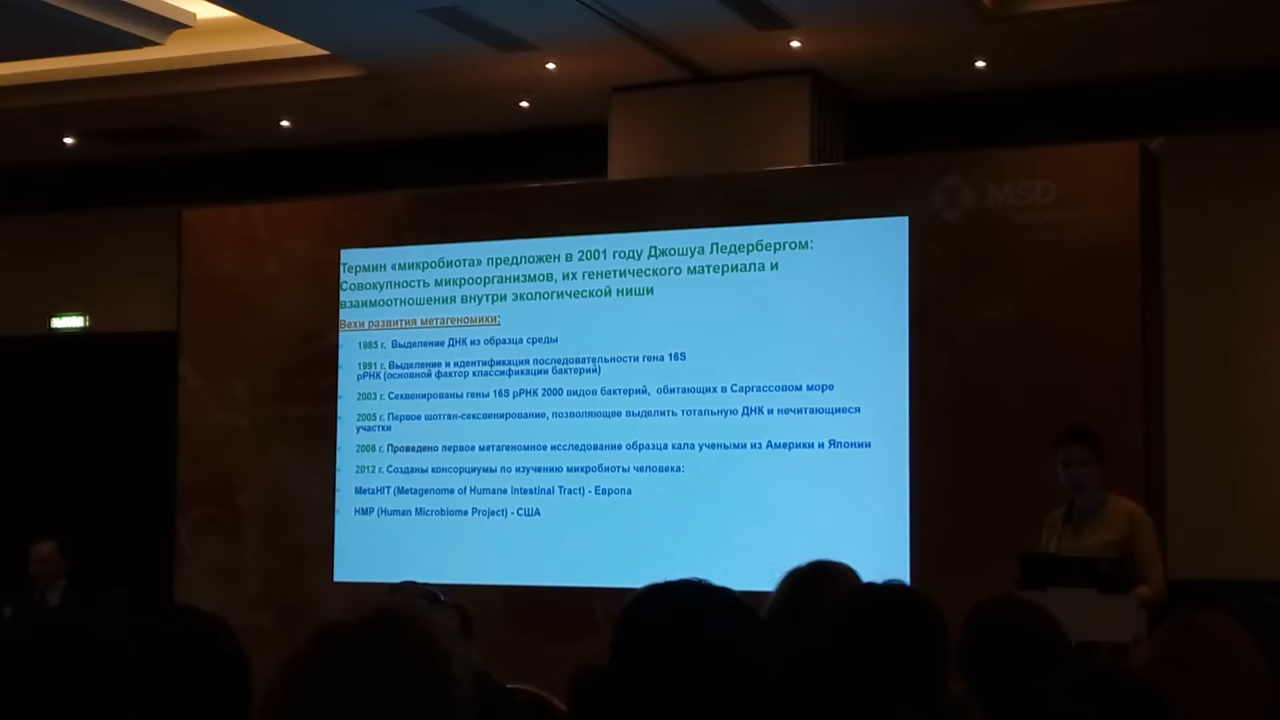 MSD
Термин «микробиота» предложен в 2001 году Джошуа Ледербергом:
Совокупность микроорганизмов, их генетического материала и
взаимоотношения внутри экологической ниши
Вехи развития метагеномики:
1985 г. Выделение ДНК из образца среды
1991 г. Выделение и идентификация последовательности гена 16S
рРНК (основной фактор классификации бактерий)
2003 г. Секвенированы гены 16S рРНК 2000 видов бактерий, обитающих в Саргассовом море
2005 г. Первое шотган-сексвенирование, позволяющее выделить тотальную ДНК и нечитающиеся
участки
2006 г. Проведено первое метагеномное исследование образца кала учеными из Америки и Японии
2012 г. Созданы консорциумы по изучению микробиоты человека:
MetaHIT (Metagenome of Humane Intestinal Tract) - Европа
HMP (Human Microbiome Project) - США